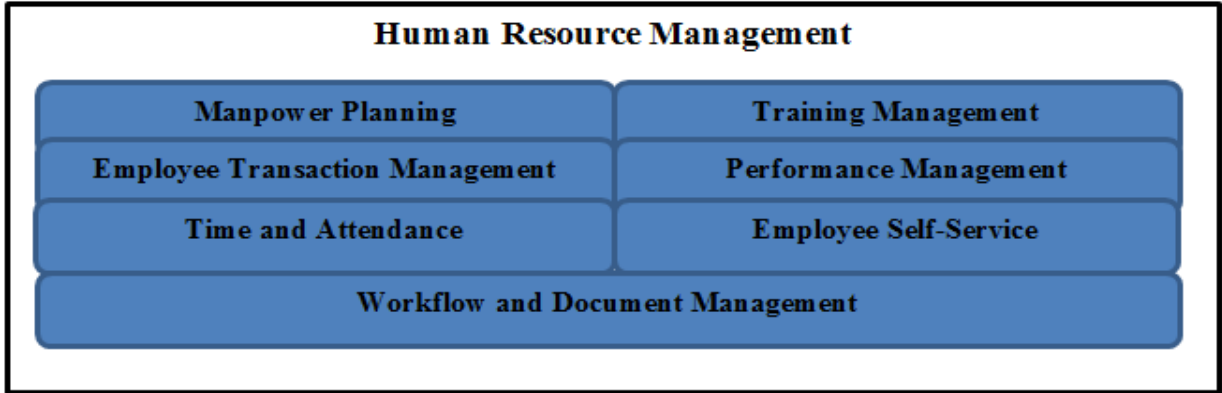 Human Resource Management
Manpower Planning
Training Management
Employee Transaction Management
Performance Management
Time and Attendance
Employee Self-Service
Workflow and Document Management